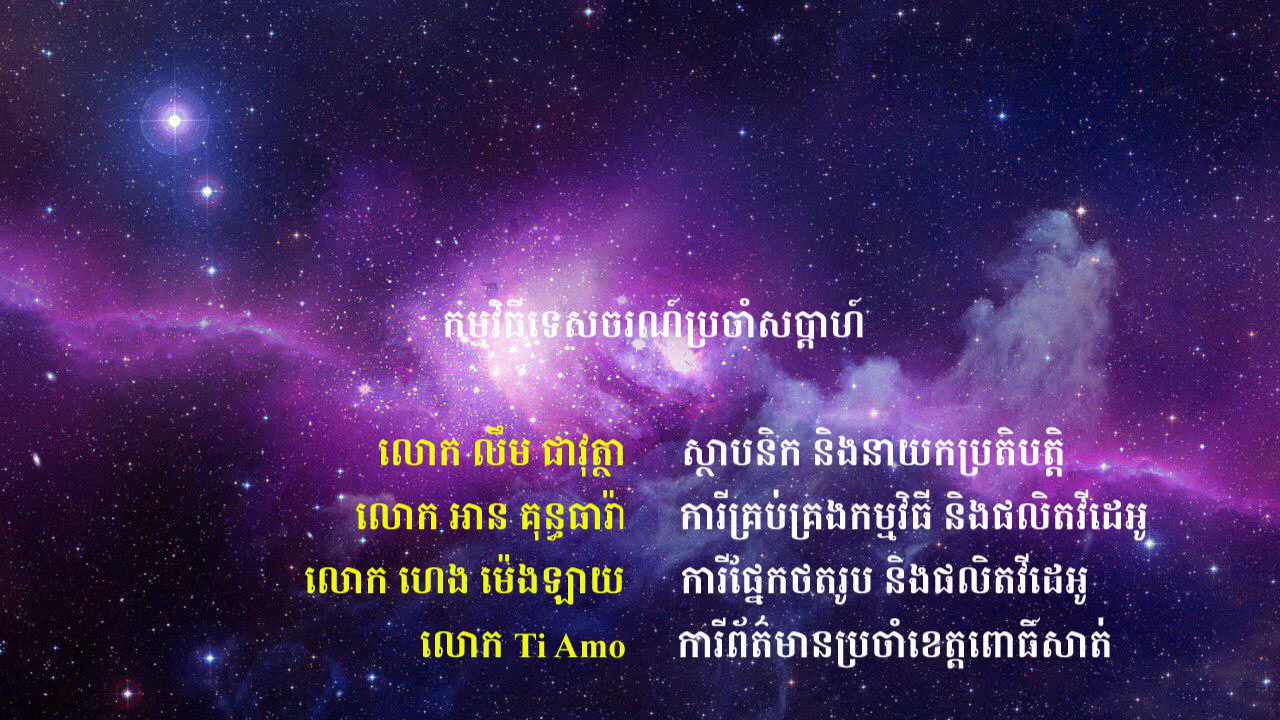 កម្មវិធីទេសចរណ៍ប្រចាំសប្តាហ៍
លោក លឹម ជាវុត្ថា ស្ថាបនិក និងនាយកប្រតិបត្តិ
លោក អាន គុន្ធធារ៉ា ការីគ្រប់គ្រងកម្មវិធី និងផលិតវីដេអូ
លោក ហេង ម៉េងឡាយ ការីផ្នែកថតរូប និងផលិតវីដេអូ
លោក Ti Amo ការីព័ត៌មានប្រចាំខេត្តពោធិ៍សាត់